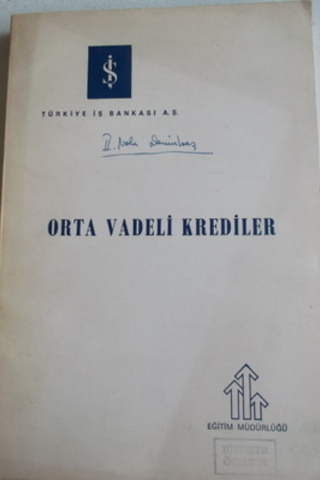 İŞ
TÜRKİYE İŞ BANKASI A.Ş.
ORTA VADELİ KREDİLER
EĞİTİM MÜDÜRLÜĞÜ